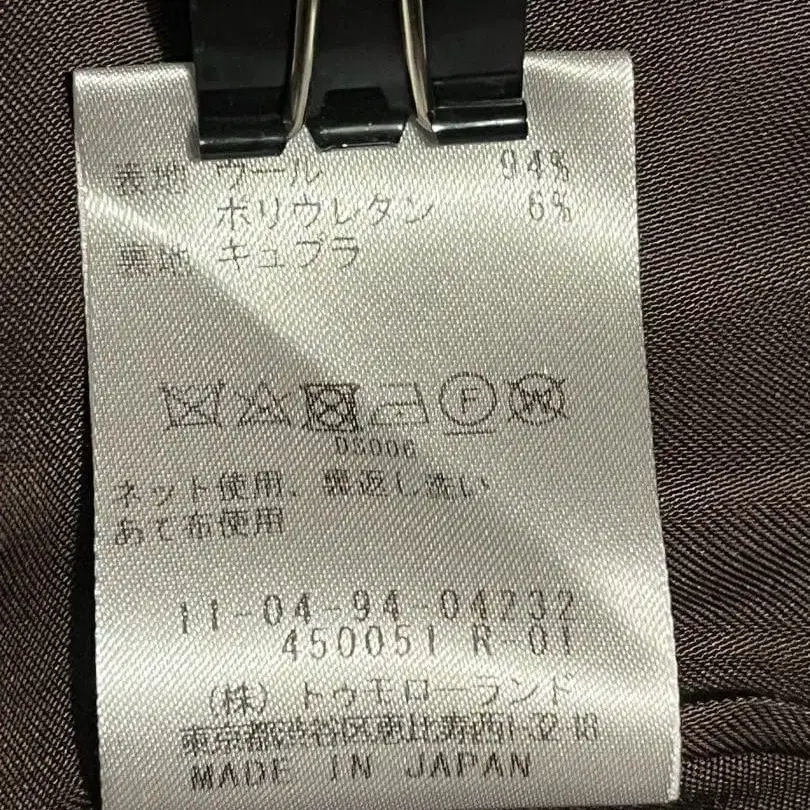 表地 ウール 94%
ポリウレタン 6%
裏地 キュプラ
F W
DS006
ネット使用、裏返し洗い
あて布使用
11-04-94-04232
450051 R-01
(株)トゥモローランド
東京都渋谷区恵比寿西1-32-18
MADE IN JAPAN